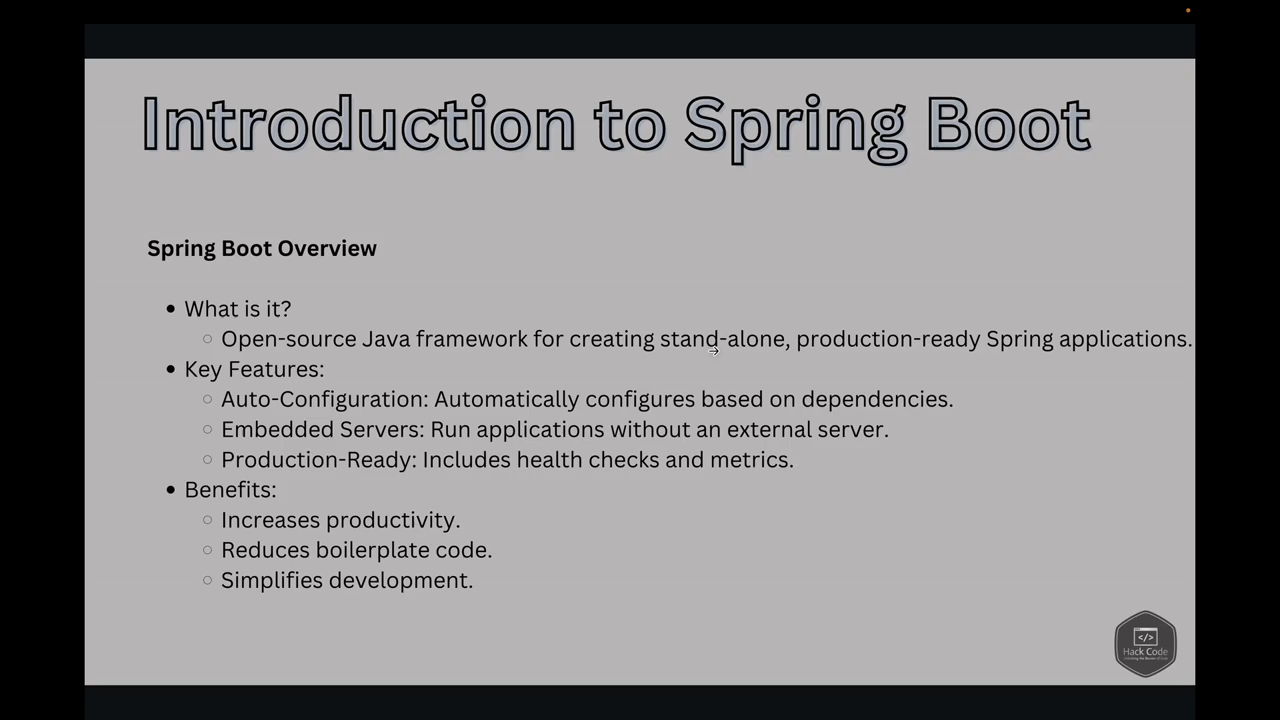 Introduction to Spring Boot
Spring Boot Overview
• What is it?
○ Open-source Java framework for creating stand-alone, production-ready Spring applications.
• Key Features:
○ Auto-Configuration: Automatically configures based on dependencies.
○ Embedded Servers: Run applications without an external server.
○ Production-Ready: Includes health checks and metrics.
• Benefits:
○ Increases productivity.
○ Reduces boilerplate code.
○ Simplifies development.
</>
Hack Code